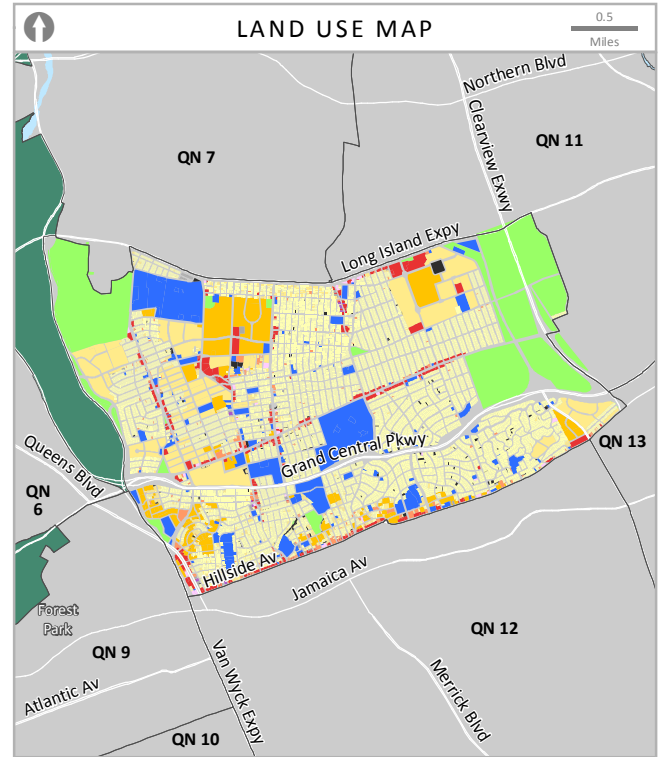 LAND USE MAP
0.5
Miles
Northern Blvd
Clearview Exwy
QN 7
QN 11
Long Island Expy
Queens Blvd
Grand Central Pkwy
QN 13
QN
6
Hillside Av
Jamaica Av
Forest
Park
QN 12
QN 9
Van Wyck Expy
Merrick Blvd
Atlantic Av
QN 10